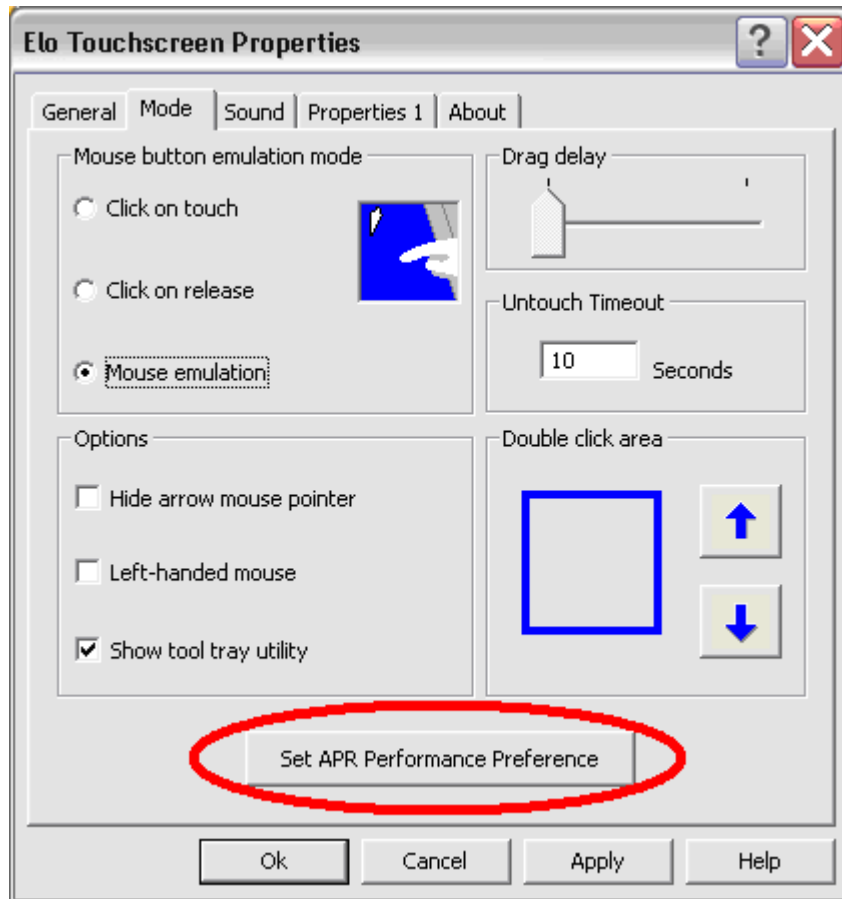 Elo Touchscreen Properties
General Mode Sound Properties 1 About
Mouse button emulation mode
Click on touch
Click on release
Mouse emulation
Drag delay
Untouch Timeout
10 Seconds
Options
Hide arrow mouse pointer
Left-handed mouse
Show tool tray utility
Double click area
Set APR Performance Preference
Ok Cancel Apply Help